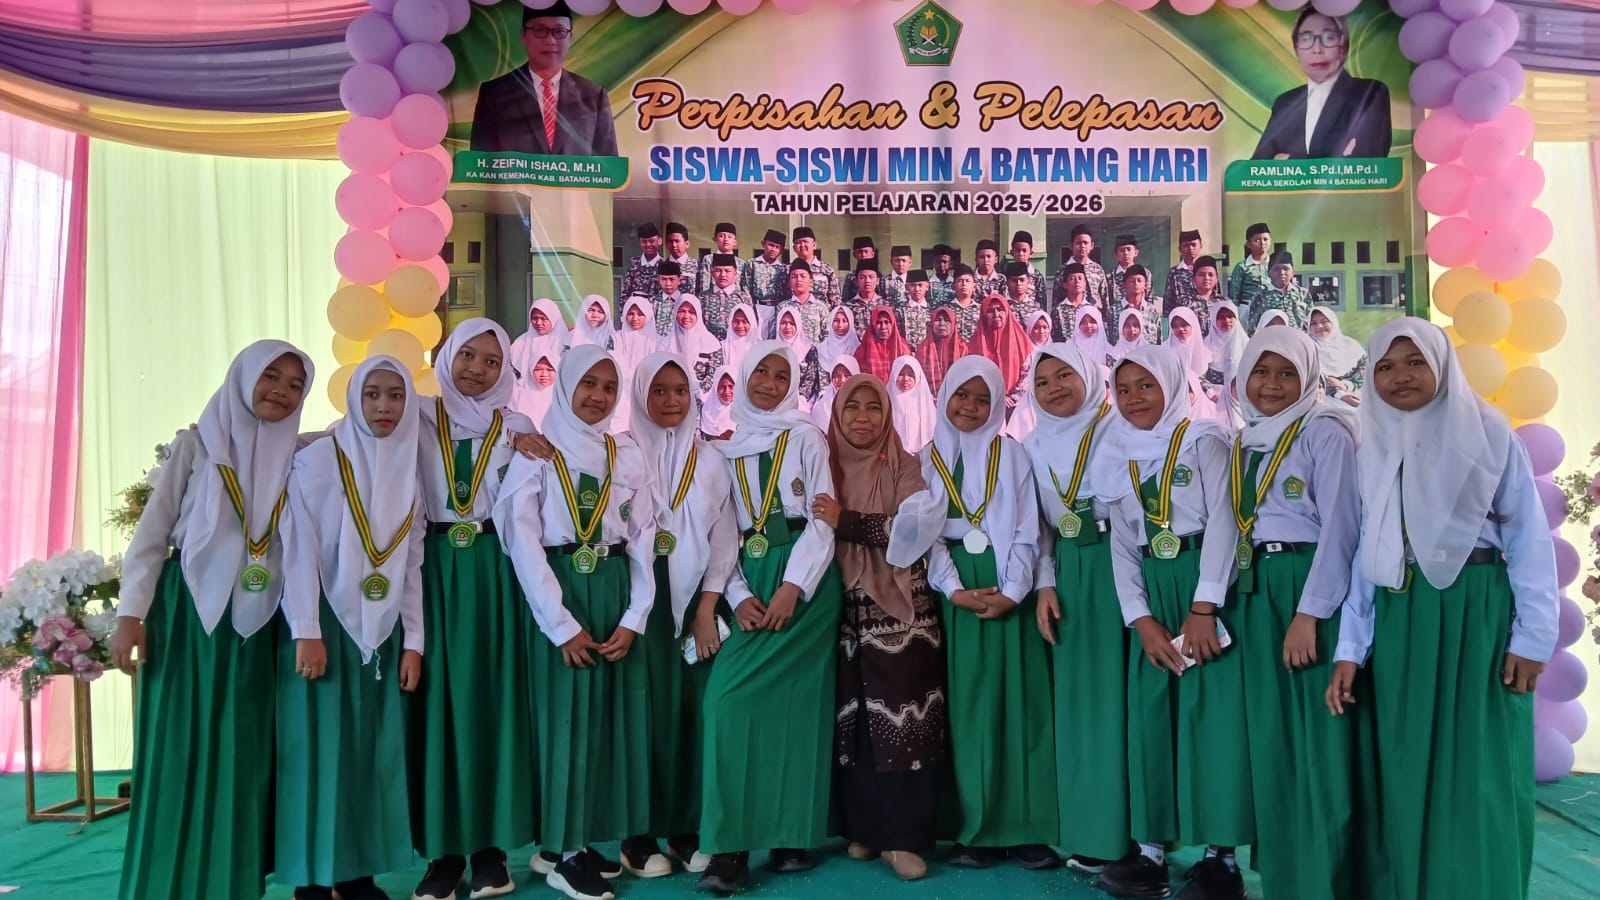 Perpisahan & Pelepasan
SISWA-SISWI MIN 4 BATANG HARI
TAHUN PELAJARAN 2025/2026
H. ZEIFNI ISHAQ, M.H.I
KA KAN KEMENAG KAB. BATANG HARI
RAMLINA, S.Pd.I,M.Pd.I
KEPALA SEKOLAH MIN 4 BATANG HARI